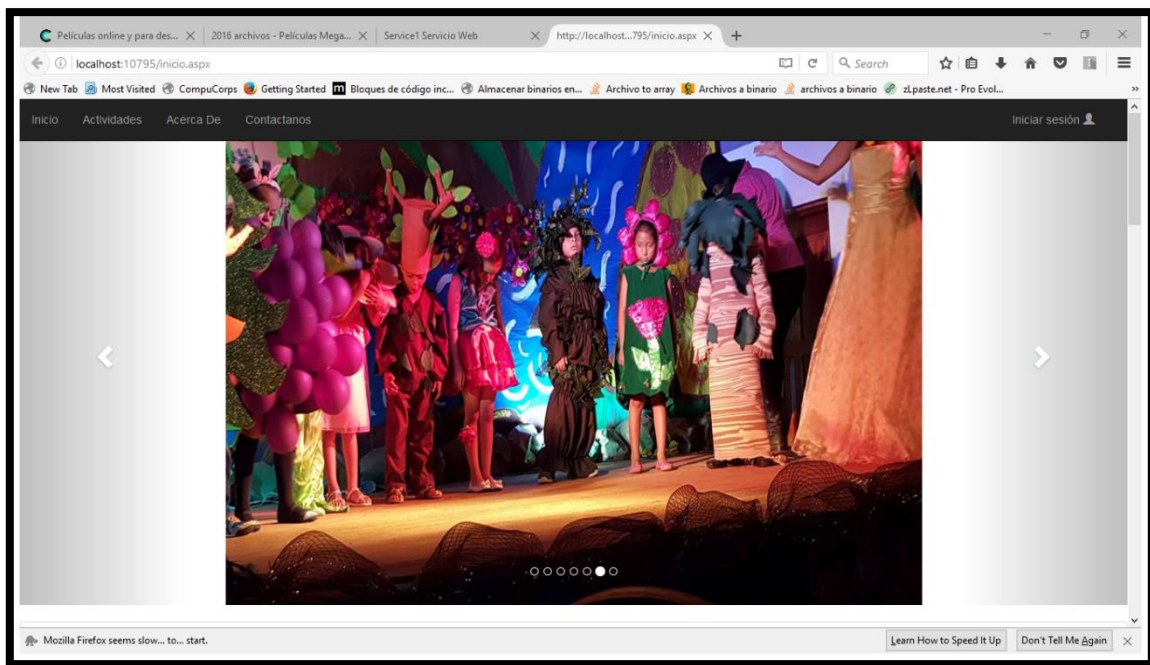 Películas online y para des... 2016 archivos - Películas Mega... Service1 Servicio Web http://localhost...795/inicio.aspx
localhost:10795/inicio.aspx Search
New Tab Most Visited CompuCorps Getting Started Bloques de código inc... Almacenar binarios en... Archivo to array Archivos a binario archivos a binario zLpaste.net - Pro Evol...
Inicio Actividades Acerca De Contactanos Iniciar sesión
Mozilla Firefox seems slow... to... start. Learn How to Speed It Up Don't Tell Me Again